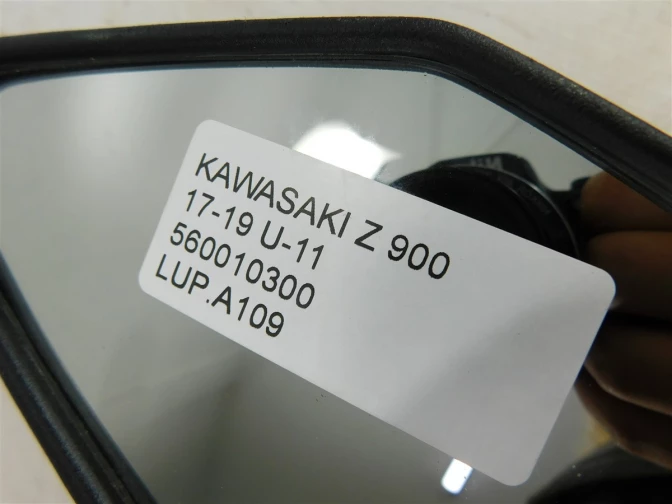 KAWASAKI Z 900
17-19 U-11
560010300
LUP.A109